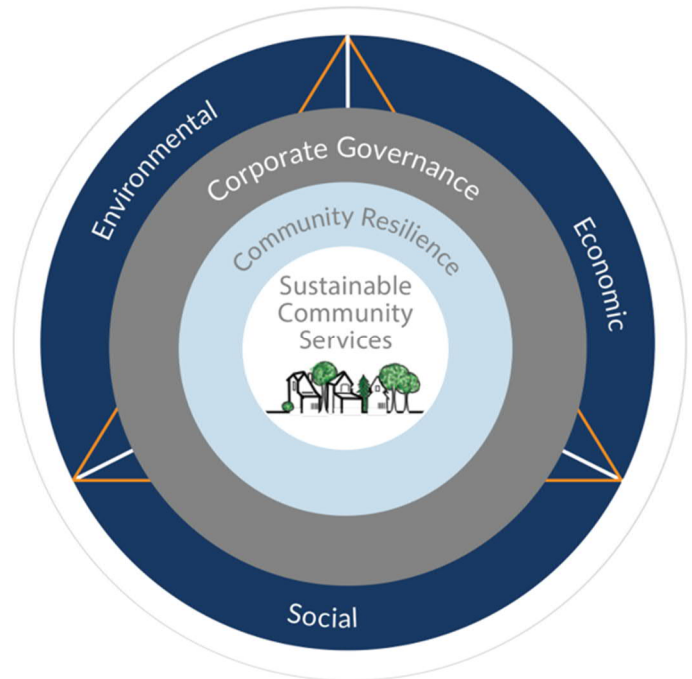 Environmental
Corporate Governance
Economic
Community Resilience
Sustainable
Community
Services
Social